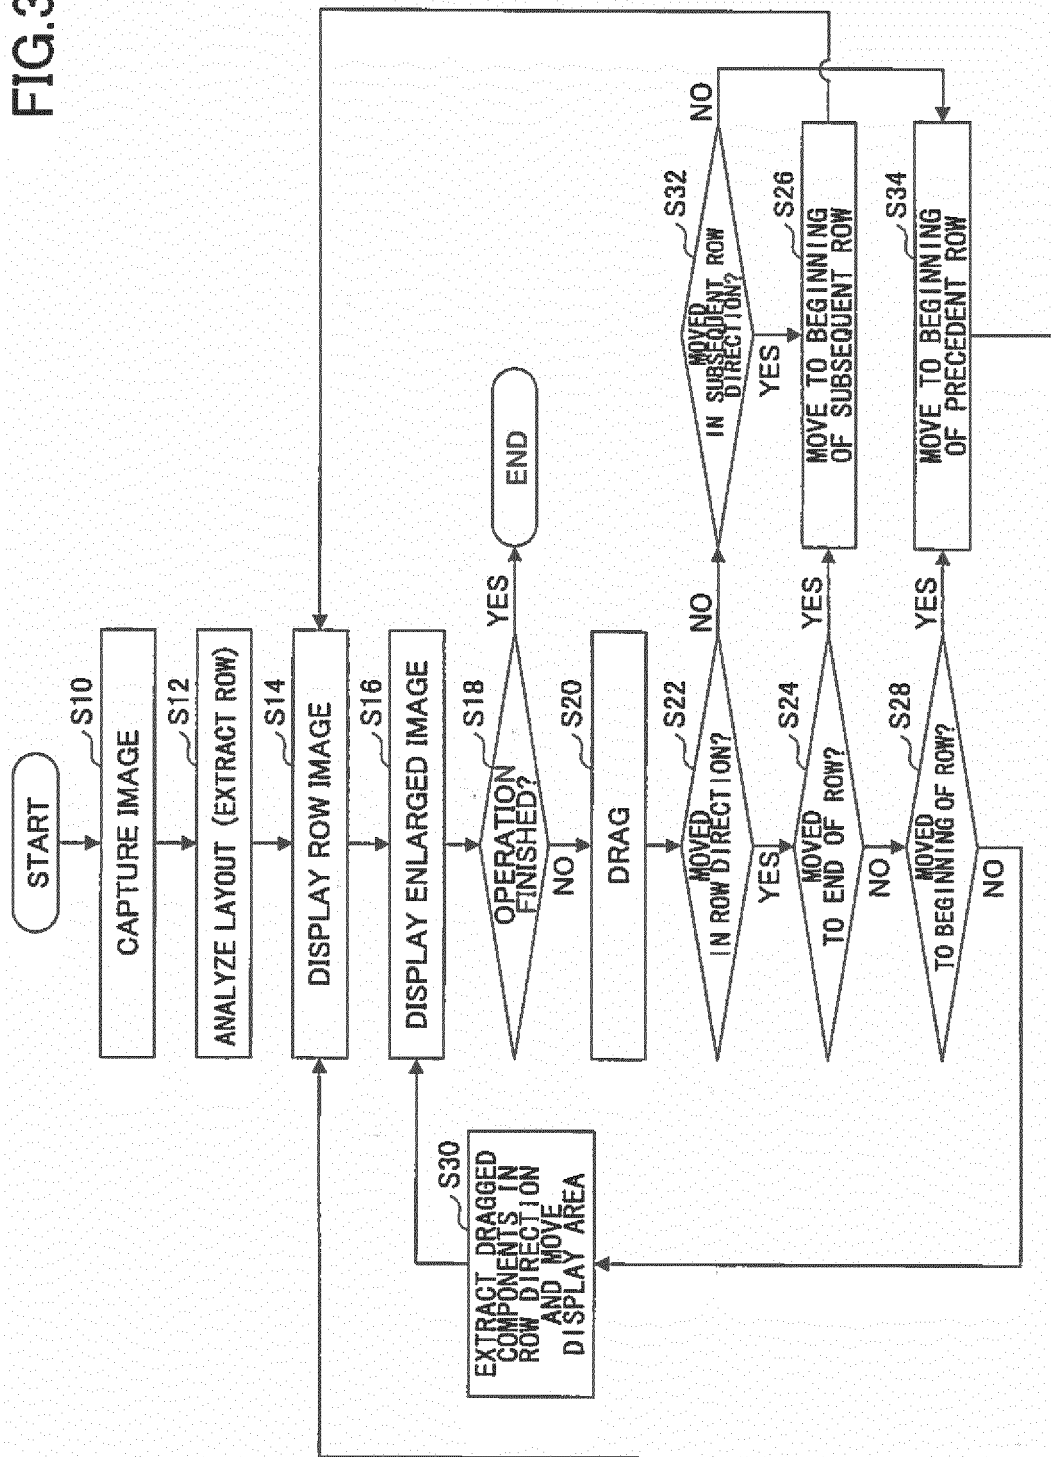 FIG.3
START
S10
CAPTURE IMAGE
S12
ANALYZE LAYOUT (EXTRACT ROW)
S14
DISPLAY ROW IMAGE
S16
DISPLAY ENLARGED IMAGE
S18
OPERATION
FINISHED?
YES
END
NO
S20
DRAG
S22
MOVED
IN ROW DIRECTION?
NO
YES
S32
MOVED
IN SUBSEQUENT ROW
DIRECTION?
NO
YES
S24
MOVED
TO END OF ROW?
YES
NO
S26
MOVE TO BEGINNING
OF SUBSEQUENT ROW
S28
MOVED
TO BEGINNING OF ROW?
YES
NO
S34
MOVE TO BEGINNING
OF PRECEDENT ROW
S30
EXTRACT DRAGGED
COMPONENTS IN
ROW DIRECTION
AND MOVE
DISPLAY AREA